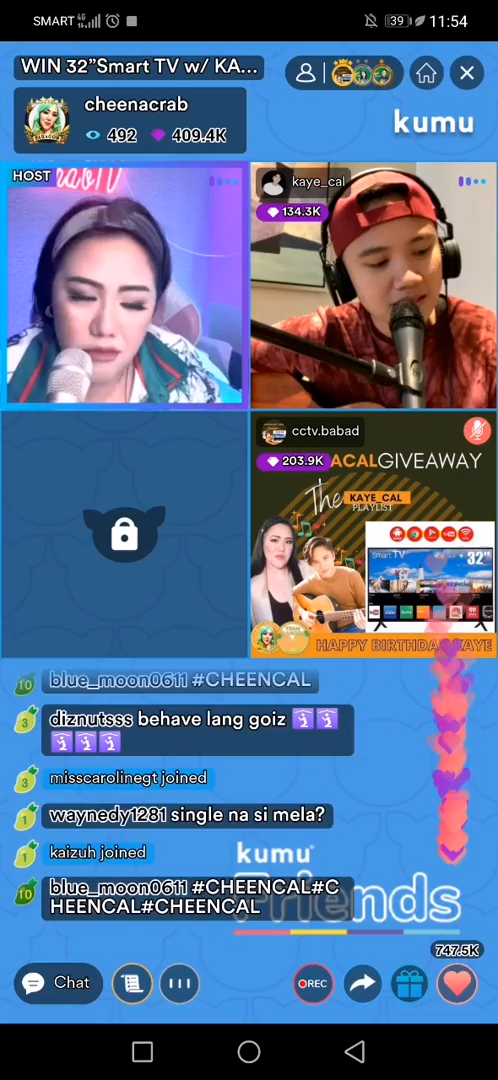 SMART 4G 39 11:54
WIN 32"Smart TV w/ KA...
cheenacrab
492 409.4K
kumu
HOST
kaye_cal
134.3K
cctv.babad
203.9K ACALGIVEAWAY
The KAYE_CAL
PLAYLIST
Smart TV 32"
HAPPY BIRTHDAY KAYE
10 blue_moon0611 #CHEENCAL
3 diznutsss behave lang goiz
3 misscarolinegt joined
1 waynedy1281 single na si mela?
1 kaizuh joined
kumu
Friends
10 blue_moon0611 #CHEENCAL#C
HEENCAL#CHEENCAL
747.5K
Chat
REC